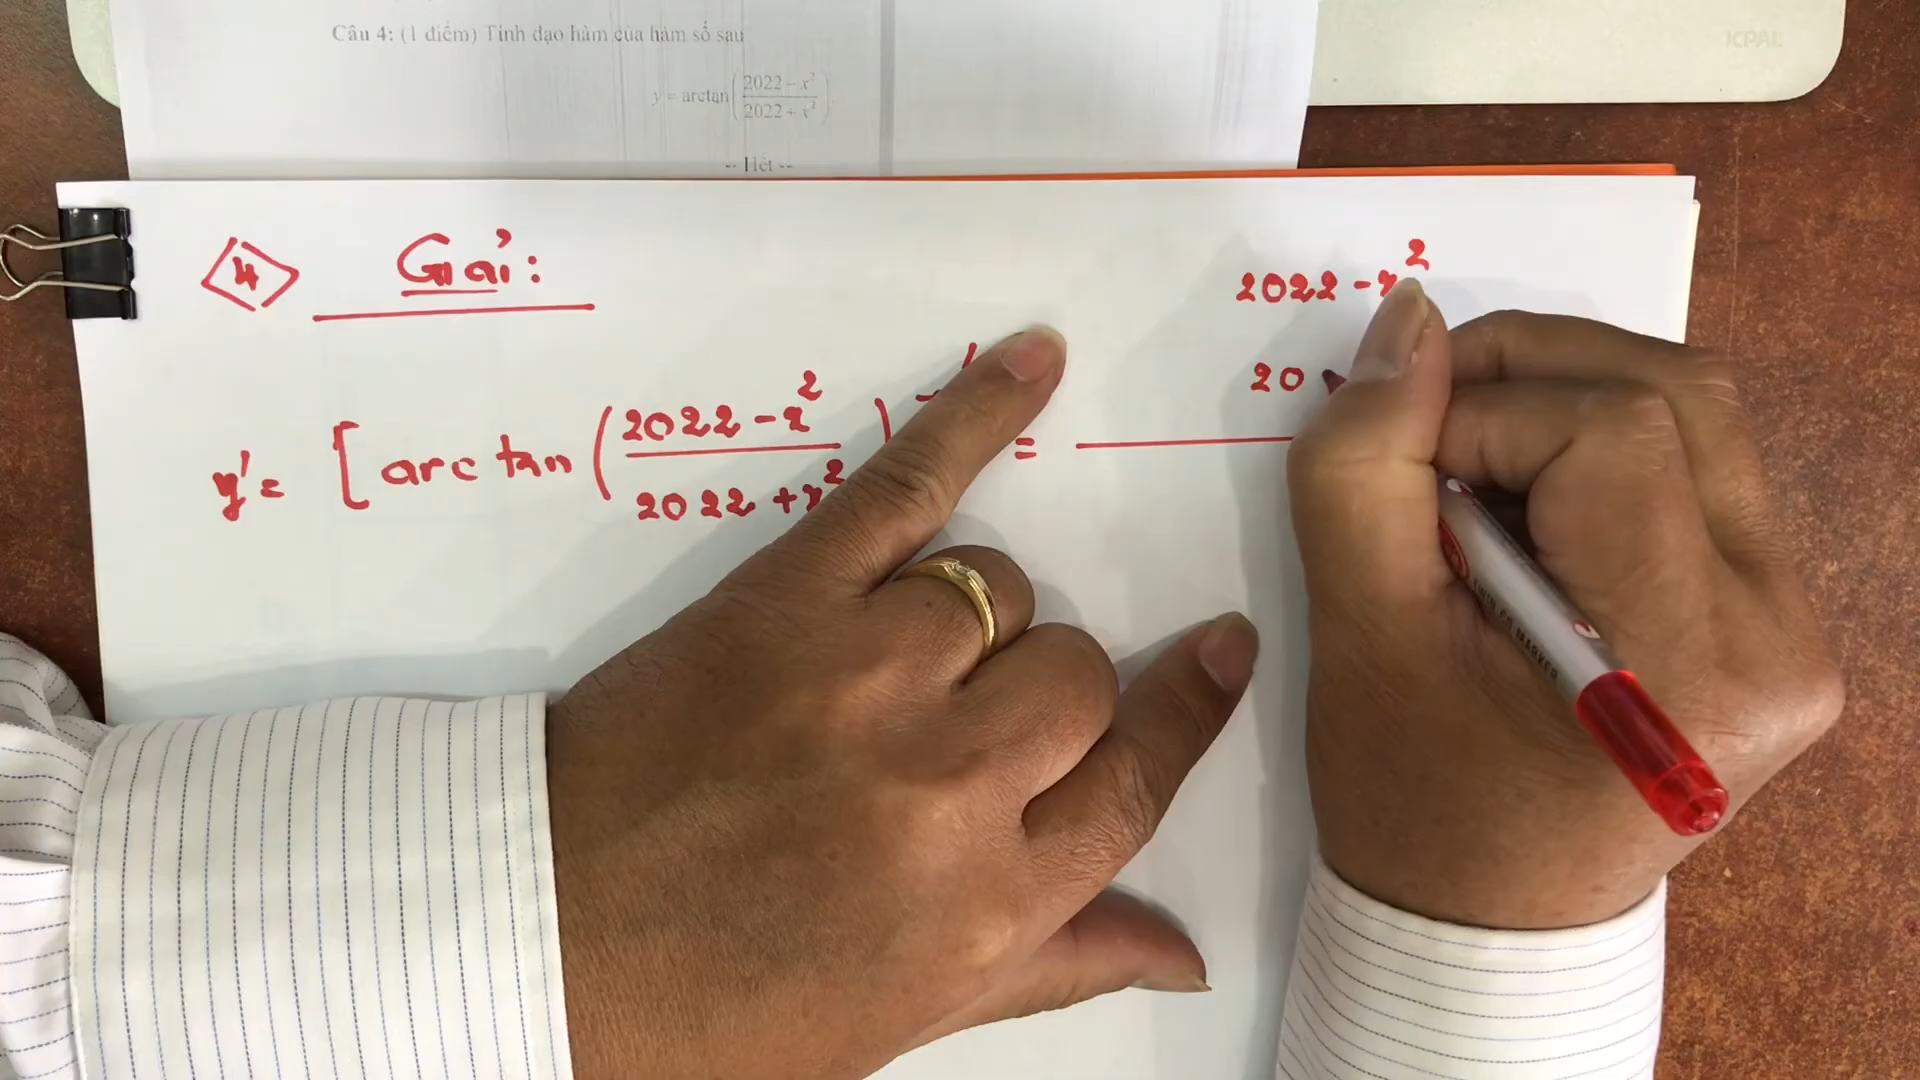 KPAL
Câu 4: (1 điểm) Tính đạo hàm của hàm số sau
y = arctan(2022 - x² / 2022 + x²)
-- Hết --
4 Giải:
y' = [arctan(2022 - x² / 2022 + x²)]' =
2022 - x²
20